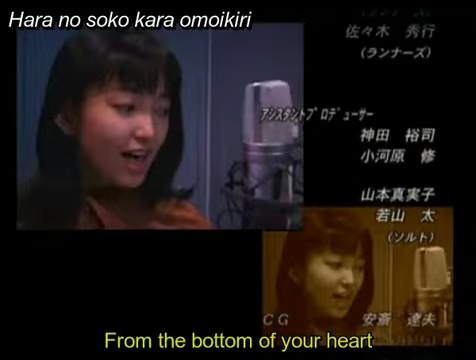 Hara no soko kara omoikiri
佐々木　秀行
(ランナーズ)
アシスタントプロデューサー
神田　裕司
小河原　修
山本真実子
若山　太
(ソルト)
ＣＧ　安斎　達夫
From the bottom of your heart